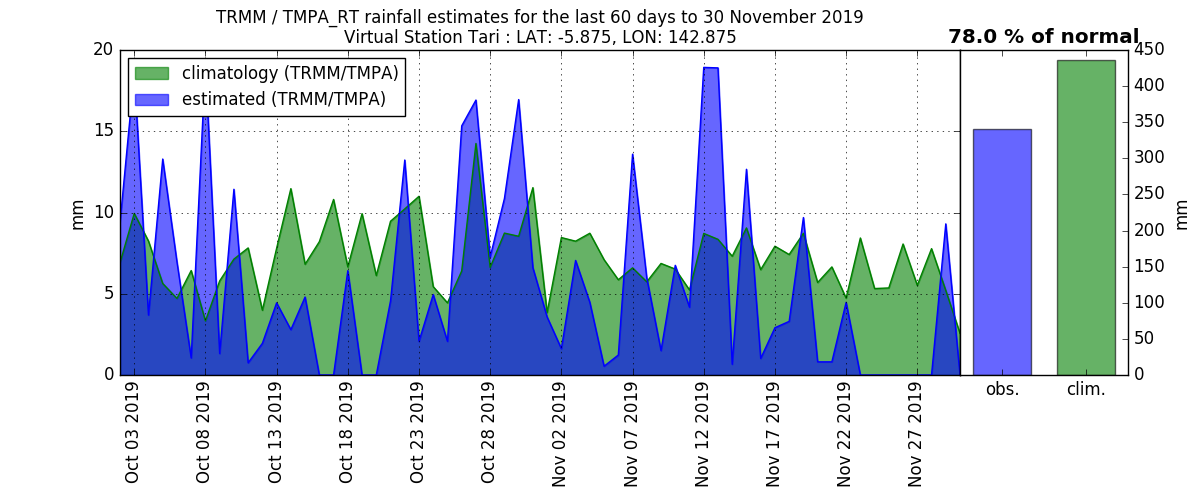 TRMM / TMPA_RT rainfall estimates for the last 60 days to 30 November 2019
Virtual Station Tari : LAT: -5.875, LON: 142.875
78.0 % of normal
climatology (TRMM/TMPA)
estimated (TRMM/TMPA)
mm
20
15
10
5
0
Oct 03 2019
Oct 08 2019
Oct 13 2019
Oct 18 2019
Oct 23 2019
Oct 28 2019
Nov 02 2019
Nov 07 2019
Nov 12 2019
Nov 17 2019
Nov 22 2019
Nov 27 2019
obs.
clim.
450
400
350
300
250
200
150
100
50
0
mm